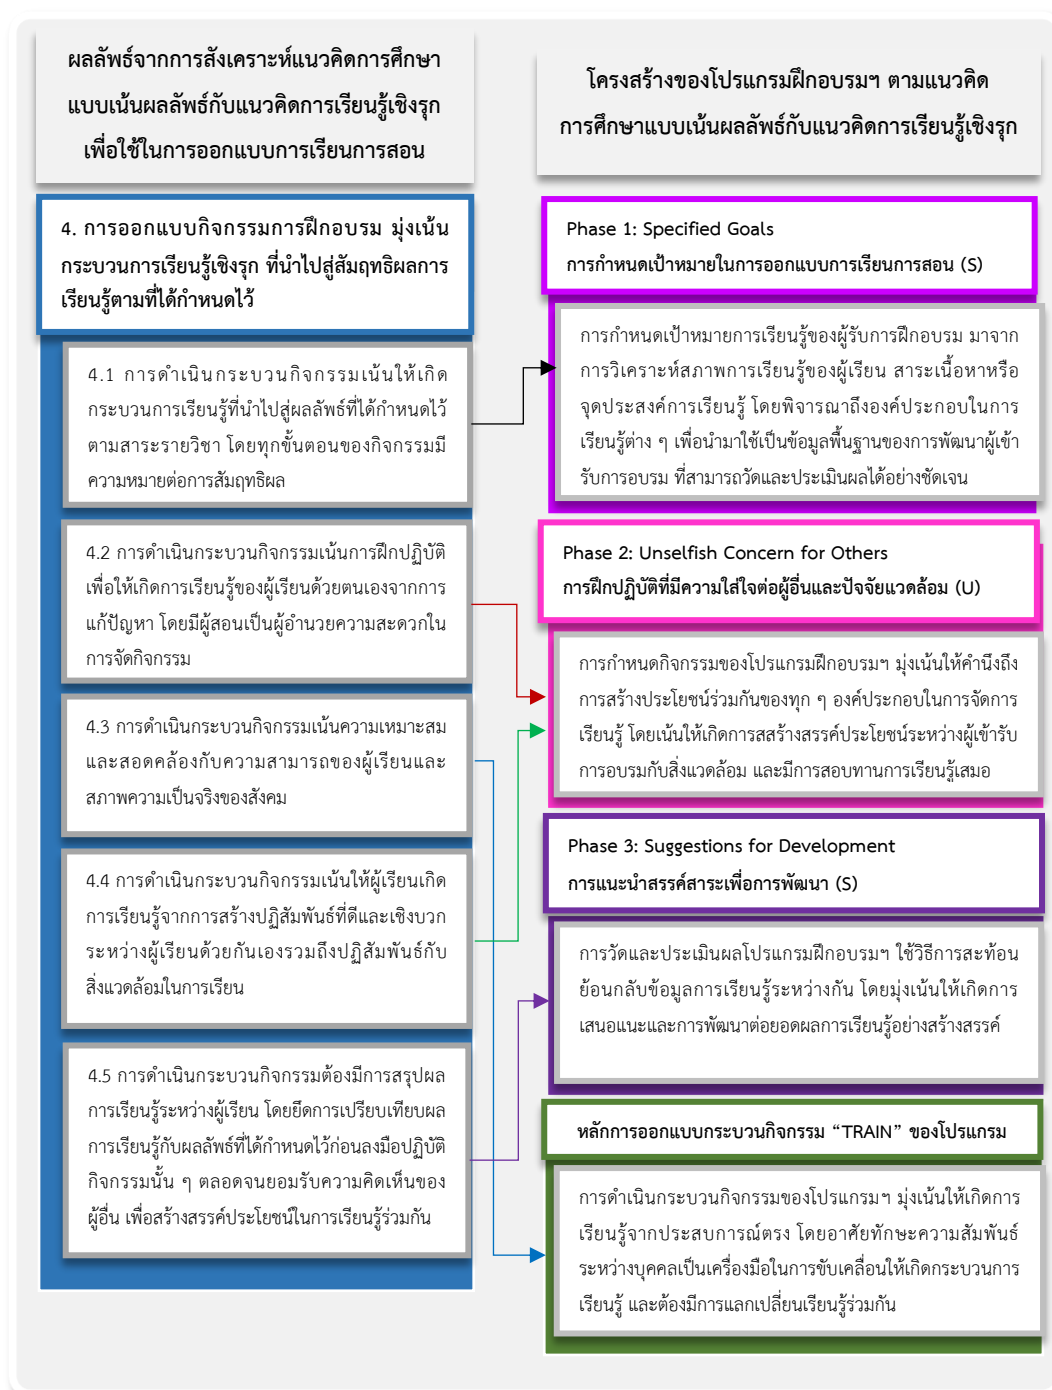 ผลลัพธ์จากการสังเคราะห์แนวคิดการศึกษา
แบบเน้นผลลัพธ์กับแนวคิดการเรียนรู้เชิงรุก
เพื่อใช้ในการออกแบบการเรียนการสอน
4. การออกแบบกิจกรรมการฝึกอบรม มุ่งเน้น
กระบวนการเรียนรู้เชิงรุก ที่นำไปสู่สัมฤทธิผลการ
เรียนรู้ตามที่ได้กำหนดไว้
4.1 การดำเนินกระบวนกิจกรรมเน้นให้เกิด
กระบวนการเรียนรู้ที่นำไปสู่ผลลัพธ์ที่ได้กำหนดไว้
ตามสาระรายวิชา โดยทุกขั้นตอนของกิจกรรมมี
ความหมายต่อการสัมฤทธิผล
4.2 การดำเนินกระบวนกิจกรรมเน้นการฝึกปฏิบัติ
เพื่อให้เกิดการเรียนรู้ของผู้เรียนด้วยตนเองจากการ
แก้ปัญหา โดยมีผู้สอนเป็นผู้อำนวยความสะดวกใน
การจัดกิจกรรม
4.3 การดำเนินกระบวนกิจกรรมเน้นความเหมาะสม
และสอดคล้องกับความสามารถของผู้เรียนและ
สภาพความเป็นจริงของสังคม
4.4 การดำเนินกระบวนกิจกรรมเน้นให้ผู้เรียนเกิด
การเรียนรู้จากการสร้างปฏิสัมพันธ์ที่ดีและเชิงบวก
ระหว่างผู้เรียนด้วยกันเองรวมถึงปฏิสัมพันธ์กับ
สิ่งแวดล้อมในการเรียน
4.5 การดำเนินกระบวนกิจกรรมต้องมีการสรุปผล
การเรียนรู้ระหว่างผู้เรียน โดยยึดการเปรียบเทียบผล
การเรียนรู้กับผลลัพธ์ที่ได้กำหนดไว้ก่อนลงมือปฏิบัติ
กิจกรรมนั้น ๆ ตลอดจนยอมรับความคิดเห็นของ
ผู้อื่น เพื่อสร้างสรรค์ประโยชน์ในการเรียนรู้ร่วมกัน
โครงสร้างของโปรแกรมฝึกอบรมฯ ตามแนวคิด
การศึกษาแบบเน้นผลลัพธ์กับแนวคิดการเรียนรู้เชิงรุก
Phase 1: Specified Goals
การกำหนดเป้าหมายในการออกแบบการเรียนการสอน (S)
การกำหนดเป้าหมายการเรียนรู้ของผู้รับการฝึกอบรม มาจาก
การวิเคราะห์สภาพการเรียนรู้ของผู้เรียน สาระเนื้อหาหรือ
จุดประสงค์การเรียนรู้ โดยพิจารณาถึงองค์ประกอบในการ
เรียนรู้ต่าง ๆ เพื่อนำมาใช้เป็นข้อมูลพื้นฐานของการพัฒนาผู้เข้า
รับการอบรม ที่สามารถวัดและประเมินผลได้อย่างชัดเจน
Phase 2: Unselfish Concern for Others
การฝึกปฏิบัติที่มีความใส่ใจต่อผู้อื่นและปัจจัยแวดล้อม (U)
การกำหนดกิจกรรมของโปรแกรมฝึกอบรมฯ มุ่งเน้นให้คำนึงถึง
การสร้างประโยชน์ร่วมกันของทุก ๆ องค์ประกอบในการจัดการ
เรียนรู้ โดยเน้นให้เกิดการสสร้างสรรค์ประโยชน์ระหว่างผู้เข้ารับ
การอบรมกับสิ่งแวดล้อม และมีการสอบทานการเรียนรู้เสมอ
Phase 3: Suggestions for Development
การแนะนำสรรค์สาระเพื่อการพัฒนา (S)
การวัดและประเมินผลโปรแกรมฝึกอบรมฯ ใช้วิธีการสะท้อน
ย้อนกลับข้อมูลการเรียนรู้ระหว่างกัน โดยมุ่งเน้นให้เกิดการ
เสนอแนะและการพัฒนาต่อยอดผลการเรียนรู้อย่างสร้างสรรค์
หลักการออกแบบกระบวนกิจกรรม “TRAIN” ของโปรแกรม
การดำเนินกระบวนกิจกรรมของโปรแกรมฯ มุ่งเน้นให้เกิดการ
เรียนรู้จากประสบการณ์ตรง โดยอาศัยทักษะความสัมพันธ์
ระหว่างบุคคลเป็นเครื่องมือในการขับเคลื่อนให้เกิดกระบวนการ
เรียนรู้ และต้องมีการแลกเปลี่ยนเรียนรู้ร่วมกัน